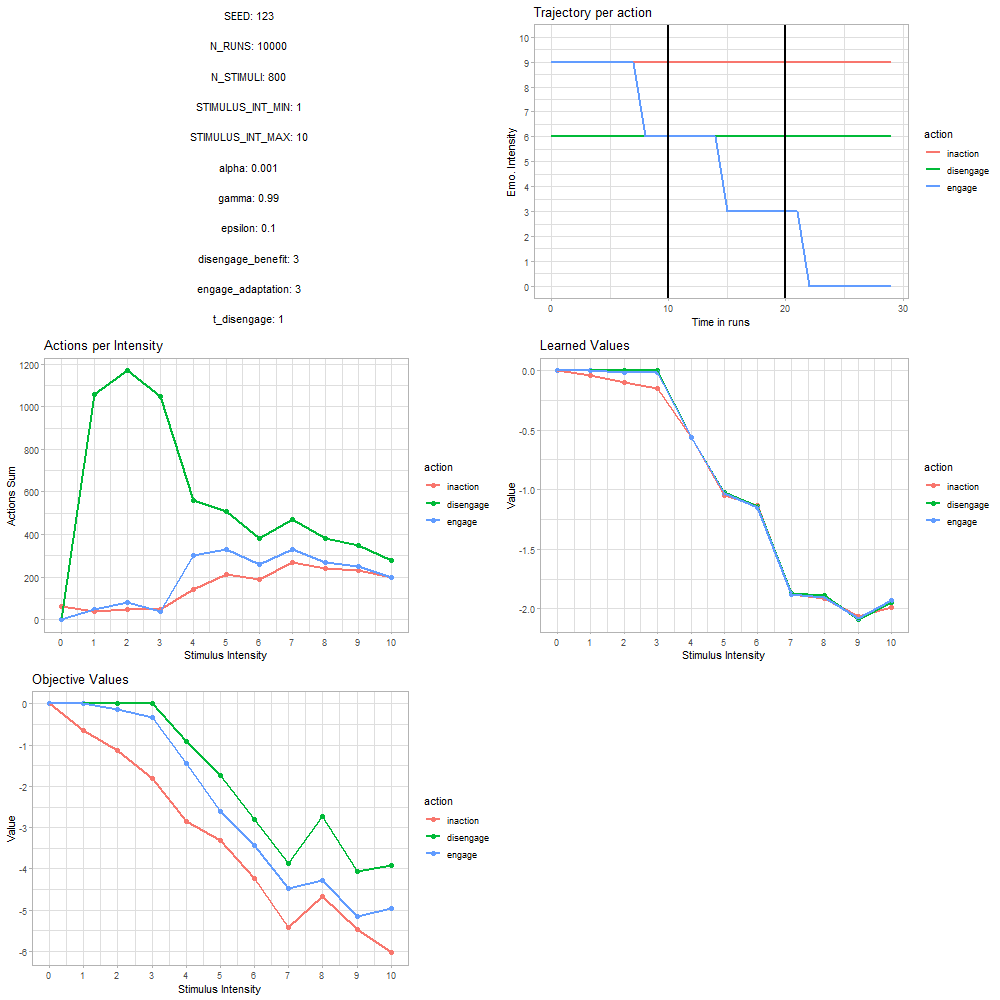 SEED: 123
N_RUNS: 10000
N_STIMULI: 800
STIMULUS_INT_MIN: 1
STIMULUS_INT_MAX: 10
alpha: 0.001
gamma: 0.99
epsilon: 0.1
disengage_benefit: 3
engage_adaptation: 3
t_disengage: 1
Trajectory per action
Emo. Intensity
10
9
8
7
6
5
4
3
2
1
0
0 10 20 30
Time in runs
action
inaction
disengage
engage
Actions per Intensity
Actions Sum
1200
1000
800
600
400
200
0
0 1 2 3 4 5 6 7 8 9 10
Stimulus Intensity
action
inaction
disengage
engage
Learned Values
Value
0.0
-0.5
-1.0
-1.5
-2.0
0 1 2 3 4 5 6 7 8 9 10
Stimulus Intensity
action
inaction
disengage
engage
Objective Values
Value
0
-1
-2
-3
-4
-5
-6
0 1 2 3 4 5 6 7 8 9 10
Stimulus Intensity
action
inaction
disengage
engage